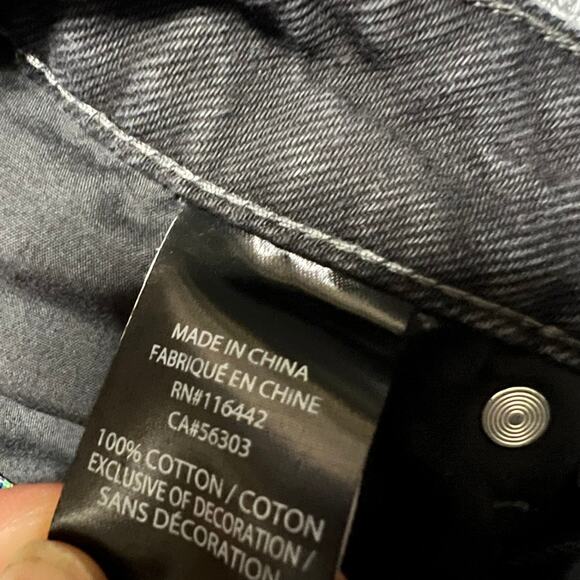 MADE IN CHINA
FABRIQUÉ EN CHINE
RN#116442
CA#56303
100% COTTON / COTON
EXCLUSIVE OF DECORATION /
SANS DÉCORATION